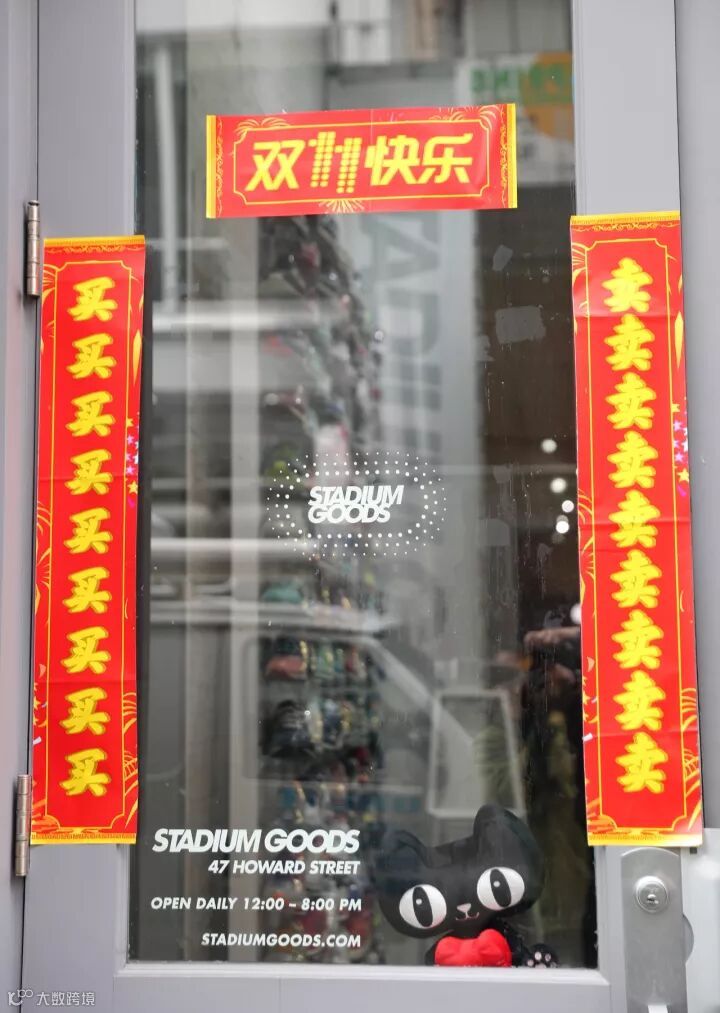 双11快乐
买买买买买买买买买
卖卖卖卖卖卖卖卖卖
STADIUM
GOODS
STADIUM GOODS
47 HOWARD STREET
OPEN DAILY 12:00 – 8:00 PM
STADIUMGOODS.COM
大数跨境